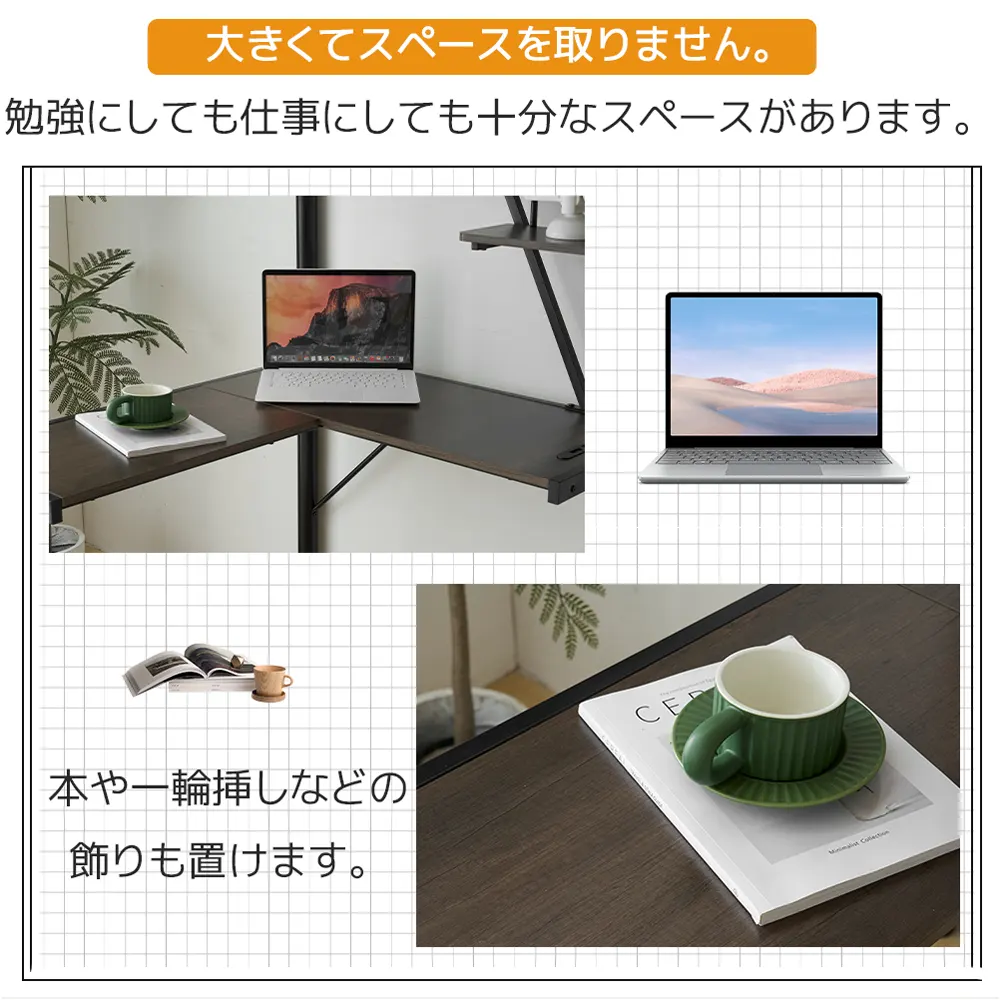 大きくてスペースを取りません。
勉強にしても仕事にしても十分なスペースがあります。
本や一輪挿しなどの
飾りも置けます。
Minimalist Collection